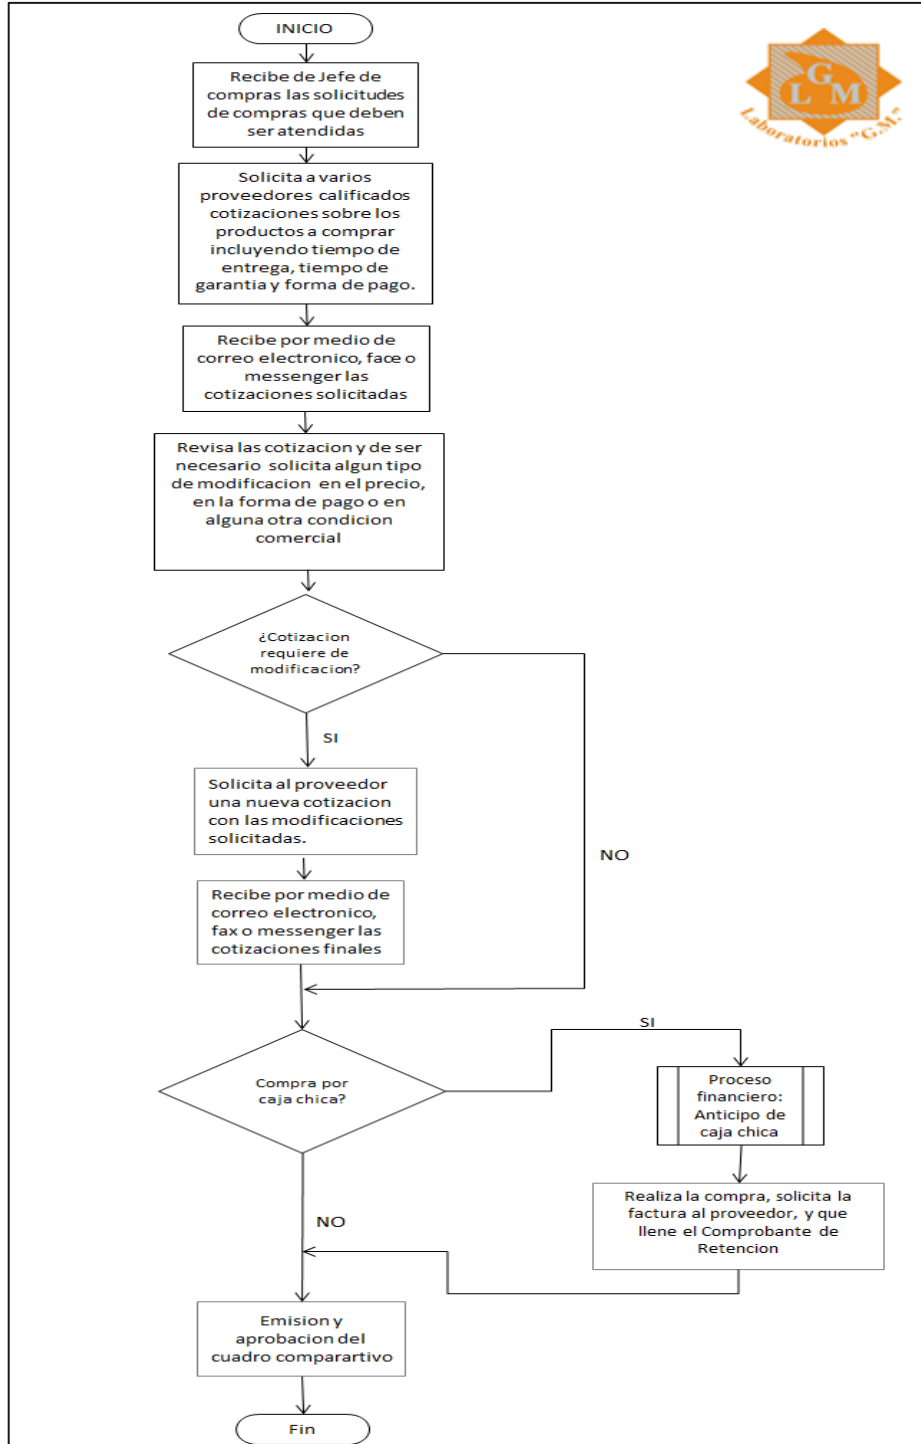 INICIO
G
L M
Laboratorios "G.M."
Recibe de Jefe de
compras las solicitudes
de compras que deben
ser atendidas
Solicita a varios
proveedores calificados
cotizaciones sobre los
productos a comprar
incluyendo tiempo de
entrega, tiempo de
garantia y forma de pago.
Recibe por medio de
correo electronico, face o
messenger las
cotizaciones solicitadas
Revisa las cotizacion y de ser
necesario solicita algun tipo
de modificacion en el precio,
en la forma de pago o en
alguna otra condicion
comercial
¿Cotizacion
requiere de
modificacion?
SI
Solicita al proveedor
una nueva cotizacion
con las modificaciones
solicitadas.
NO
Recibe por medio de
correo electronico,
fax o messenger las
cotizaciones finales
SI
Compra por
caja chica?
Proceso
financiero:
Anticipo de
caja chica
Realiza la compra, solicita la
factura al proveedor, y que
llene el Comprobante de
Retencion
NO
Emision y
aprobacion del
cuadro comparartivo
Fin